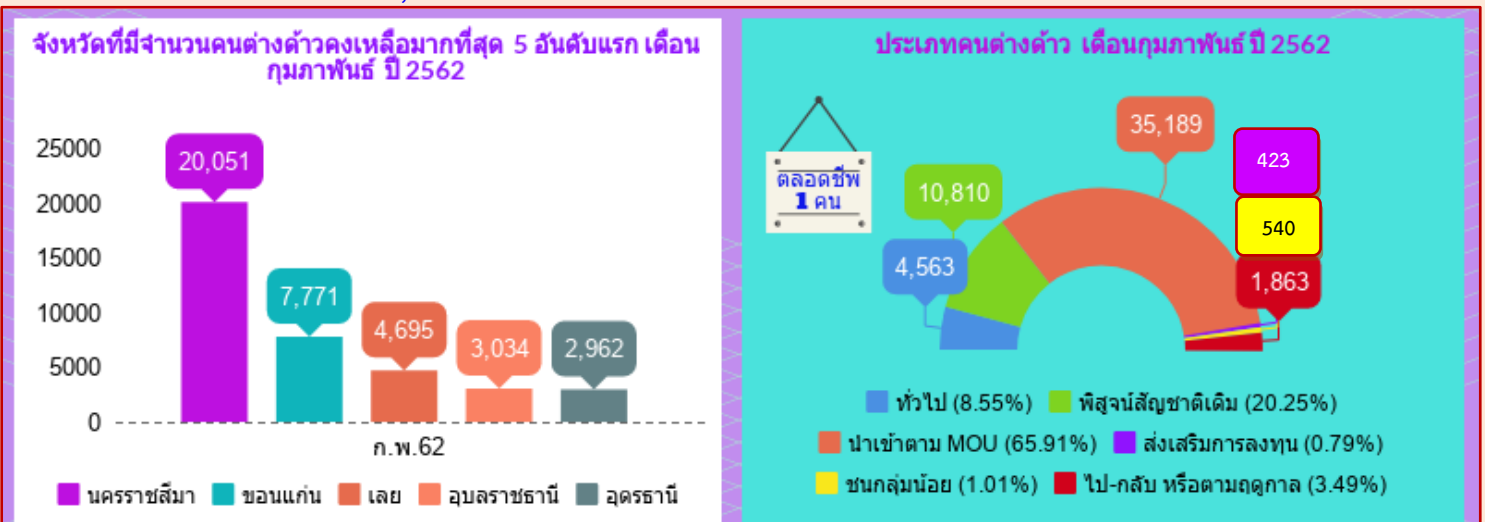 จังหวัดที่มีจำนวนคนต่างด้าวคงเหลือมากที่สุด 5 อันดับแรก เดือน
กุมภาพันธ์ ปี 2562
25000
20000
15000
10000
5000
0
20,051
7,771
4,695
3,034
2,962
ก.พ.62
นครราชสีมา ขอนแก่น เลย อุบลราชธานี อุดรธานี
ประเภทคนต่างด้าว เดือนกุมภาพันธ์ ปี 2562
ตลอดชีพ
1 คน
4,563
10,810
35,189
423
540
1,863
ทั่วไป (8.55%) พิสูจน์สัญชาติเดิม (20.25%)
นำเข้าตาม MOU (65.91%) ส่งเสริมการลงทุน (0.79%)
ชนกลุ่มน้อย (1.01%) ไป-กลับ หรือตามฤดูกาล (3.49%)